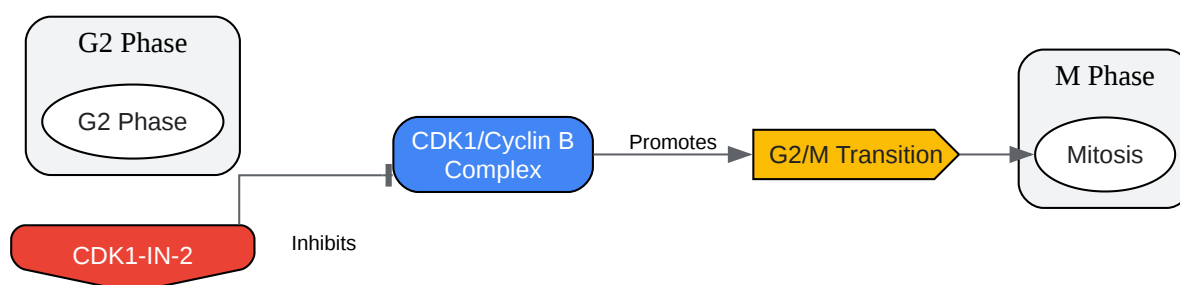 G2 Phase
G2 Phase
CDK1-IN-2
Inhibits
CDK1/Cyclin B
Complex
Promotes
G2/M Transition
M Phase
Mitosis